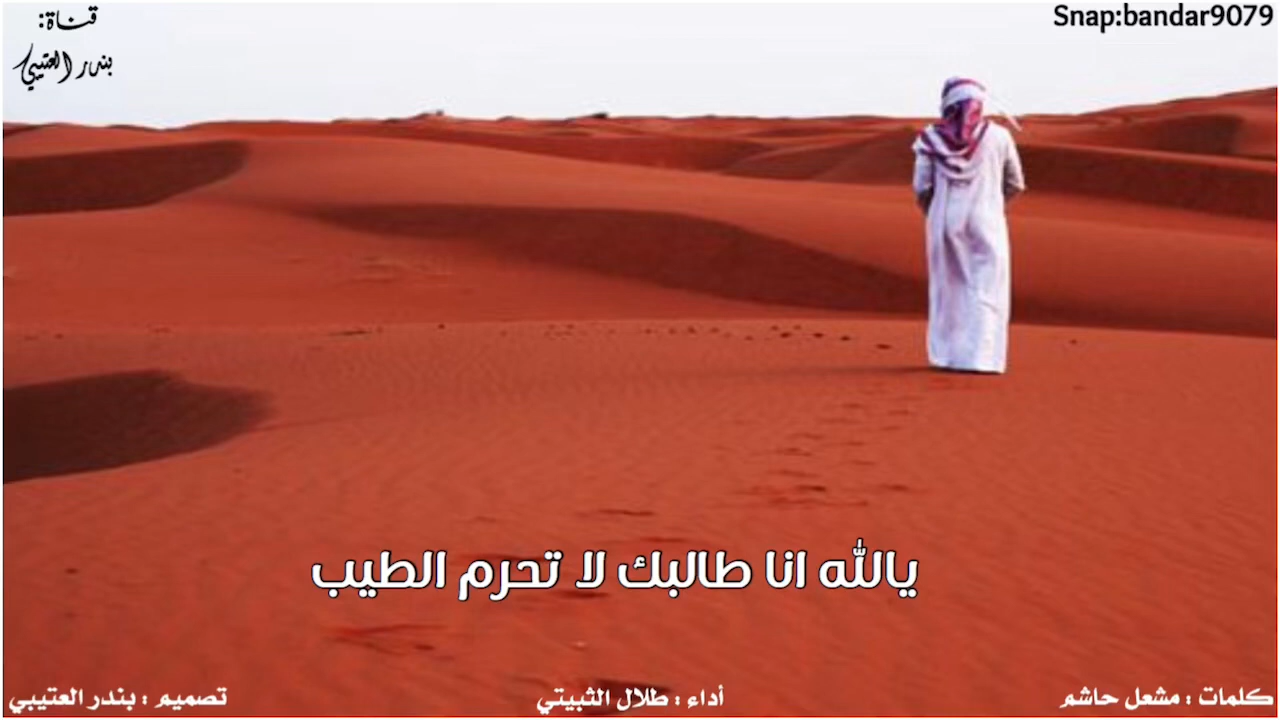 قناة:
بندر العتيبي
Snap:bandar9079
يالله انا طالبك لا تحرم الطيب
كلمات : مشعل حاشم
أداء : طلال الثبيتي
تصميم : بندر العتيبي